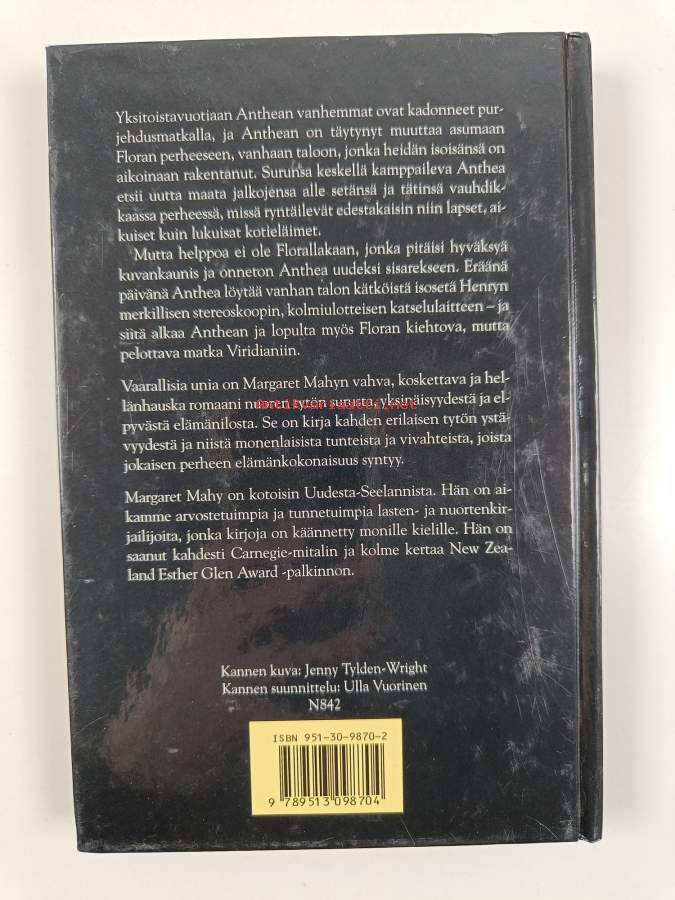 Yksitoistavuotiaan Anthean vanhemmat ovat kadonneet pur-
jehdusmatkalla, ja Anthean on täytynyt muuttaa asumaan
Floran perheeseen, vanhaan taloon, jonka heidän isoisänsä on
aikoinaan rakentanut. Surunsa keskellä kamppaileva Anthea
etsii uutta maata jalkojensa alle setänsä ja tätinsä vauhdik-
kaassa perheessä, missä ryntäilevät edestakaisin niin lapset, ai-
kuiset kuin lukuisat kotieläimet.
Mutta helppoa ei ole Florallakaan, jonka pitäisi hyväksyä
kuvankaunis ja onneton Anthea uudeksi sisarekseen. Eräänä
päivänä Anthea löytää vanhan talon kätköistä isosetä Henryn
merkillisen stereoskoopin, kolmiulotteisen katselulaitteen – ja
siitä alkaa Anthean ja lopulta myös Floran kiehtova, mutta
pelottava matka Viridianiin.
Vaarallisia unia on Margaret Mahyn vahva, koskettava ja hel-
länhauska romaani nuoren tytön surusta, yksinäisyydestä ja el-
pyvästä elämänilosta. Se on kirja kahden erilaisen tytön ystä-
vyydestä ja niistä monenlaisista tunteista ja vivahteista, joista
jokaisen perheen elämänkokonaisuus syntyy.
Margaret Mahy on kotoisin Uudesta-Seelannista. Hän on ai-
kamme arvostetuimpia ja tunnetuimpia lasten- ja nuortenkir-
jailijoita, jonka kirjoja on käännetty monille kielille. Hän on
saanut kahdesti Carnegie-mitalin ja kolme kertaa New Zea-
land Esther Glen Award -palkinnon.
Kannen kuva: Jenny Tylden-Wright
Kannen suunnittelu: Ulla Vuorinen
N842
ISBN 951-30-9870-2
9 789513 098704